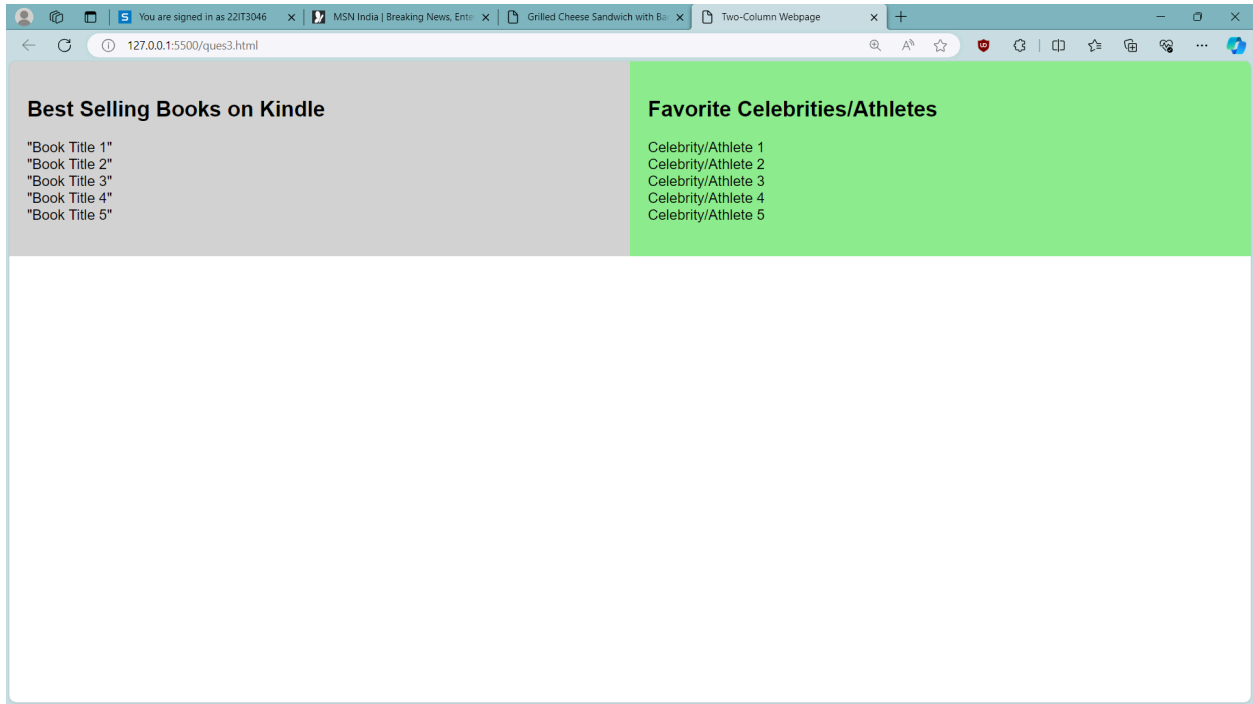 You are signed in as 22IT3046
MSN India | Breaking News, Ente
Grilled Cheese Sandwich with Ba
Two-Column Webpage
127.0.0.1:5500/ques3.html
Best Selling Books on Kindle
"Book Title 1"
"Book Title 2"
"Book Title 3"
"Book Title 4"
"Book Title 5"
Favorite Celebrities/Athletes
Celebrity/Athlete 1
Celebrity/Athlete 2
Celebrity/Athlete 3
Celebrity/Athlete 4
Celebrity/Athlete 5